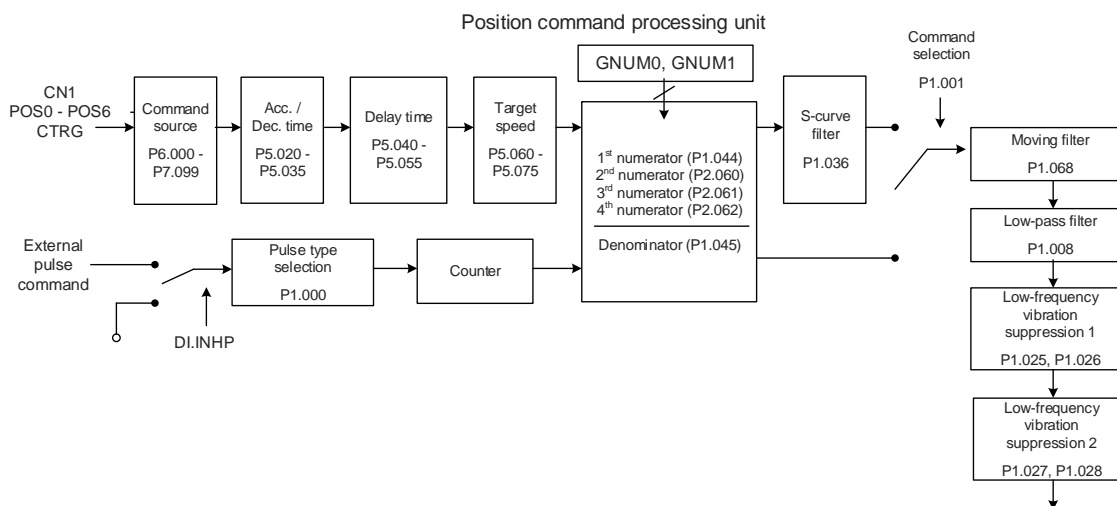 Position command processing unit
GNUM0, GNUM1
Command
selection
P1.001
CN1
POS0 - POS6
CTRG
Command
source
P6.000 -
P7.099
Acc. /
Dec. time
P5.020 -
P5.035
Delay time
P5.040 -
P5.055
Target
speed
P5.060 -
P5.075
1st numerator (P1.044)
2nd numerator (P2.060)
3rd numerator (P2.061)
4th numerator (P2.062)
Denominator (P1.045)
S-curve
filter
P1.036
Moving filter
P1.068
Low-pass filter
P1.008
Low-frequency
vibration
suppression 1
P1.025, P1.026
Low-frequency
vibration
suppression 2
P1.027, P1.028
External
pulse
command
DI.INHP
Pulse type
selection
P1.000
Counter